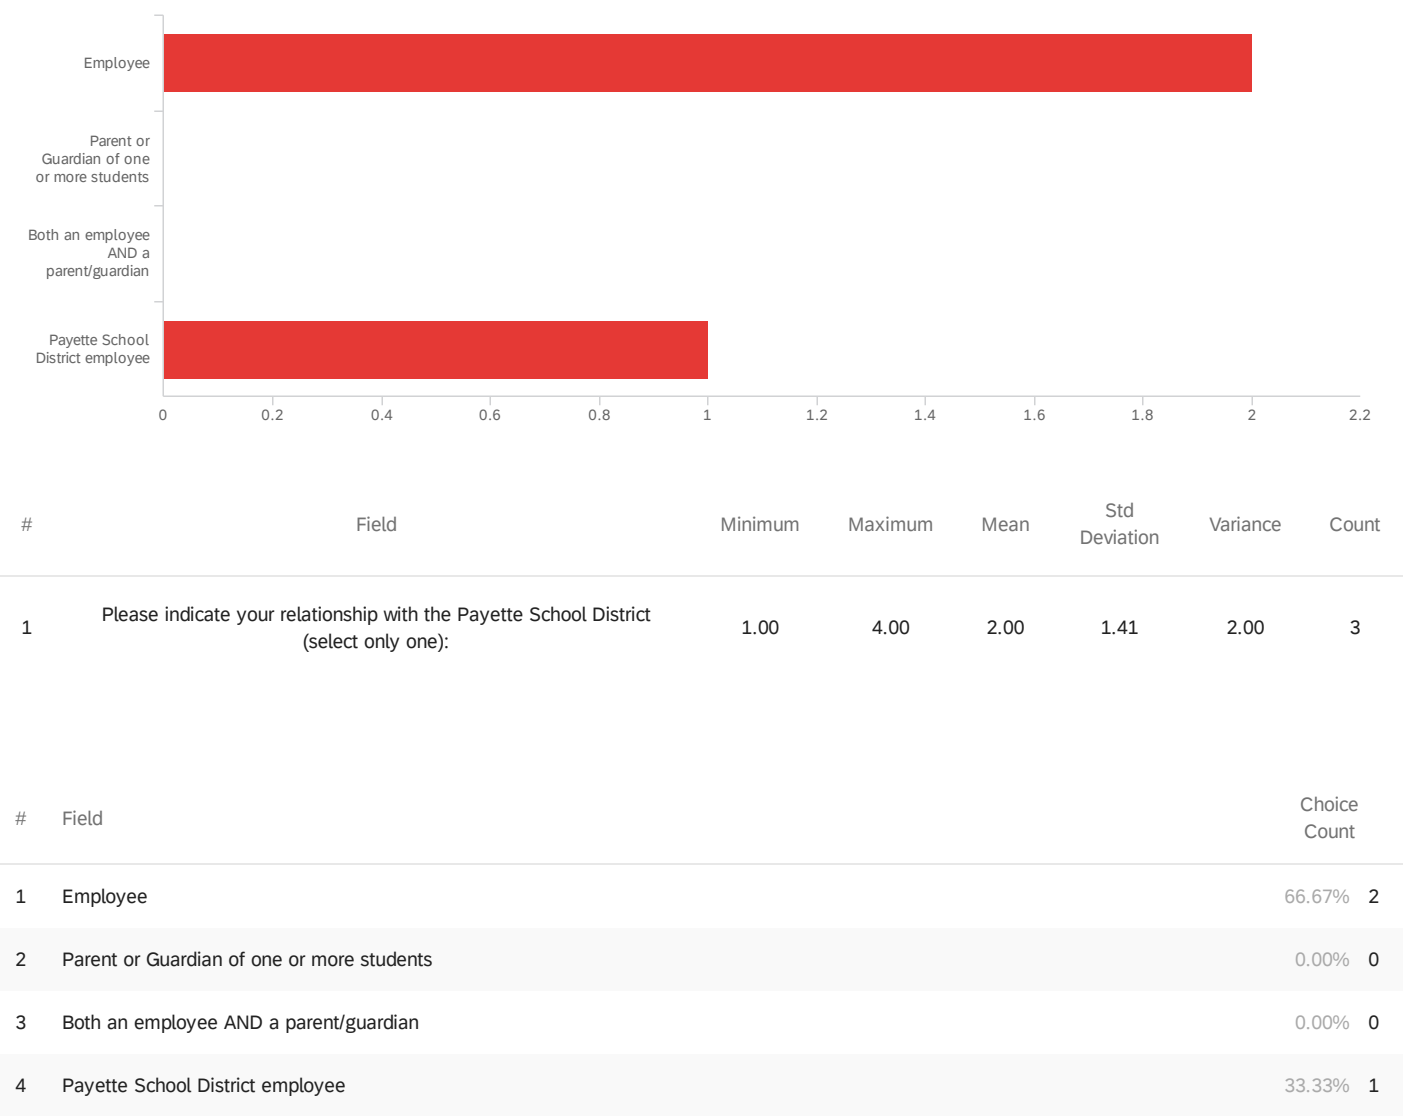 Employee
Parent or
Guardian of one
or more students
Both an employee
AND a
parent/guardian
Payette School
District employee
0 0.2 0.4 0.6 0.8 1 1.2 1.4 1.6 1.8 2 2.2
# Field Minimum Maximum Mean Std Deviation Variance Count
1 Please indicate your relationship with the Payette School District
(select only one): 1.00 4.00 2.00 1.41 2.00 3
# Field Choice Count
1 Employee 66.67% 2
2 Parent or Guardian of one or more students 0.00% 0
3 Both an employee AND a parent/guardian 0.00% 0
4 Payette School District employee 33.33% 1